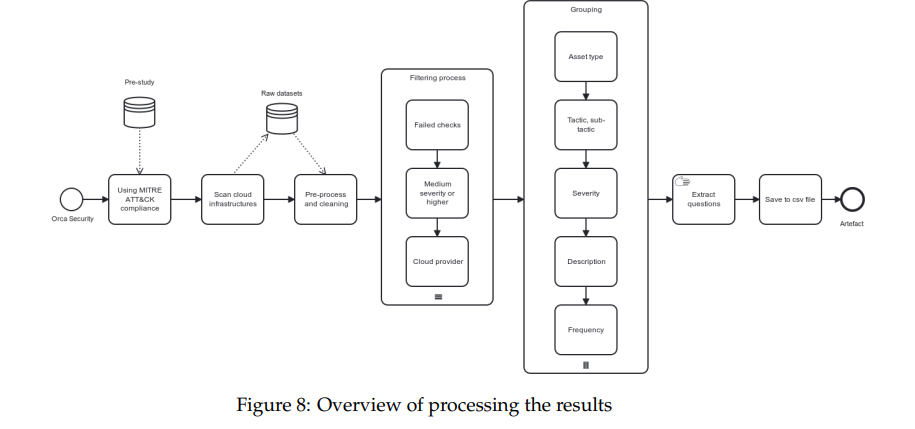 Pre-study
Raw datasets
Orca Security
Using MITRE
ATT&CK
compliance
Scan cloud
infrastructures
Pre-process
and cleaning
Filtering process
Failed checks
Medium
severity or
higher
Cloud provider
Grouping
Asset type
Tactic, sub-
tactic
Severity
Description
Frequency
Extract
questions
Save to csv file
Artefact
Figure 8: Overview of processing the results